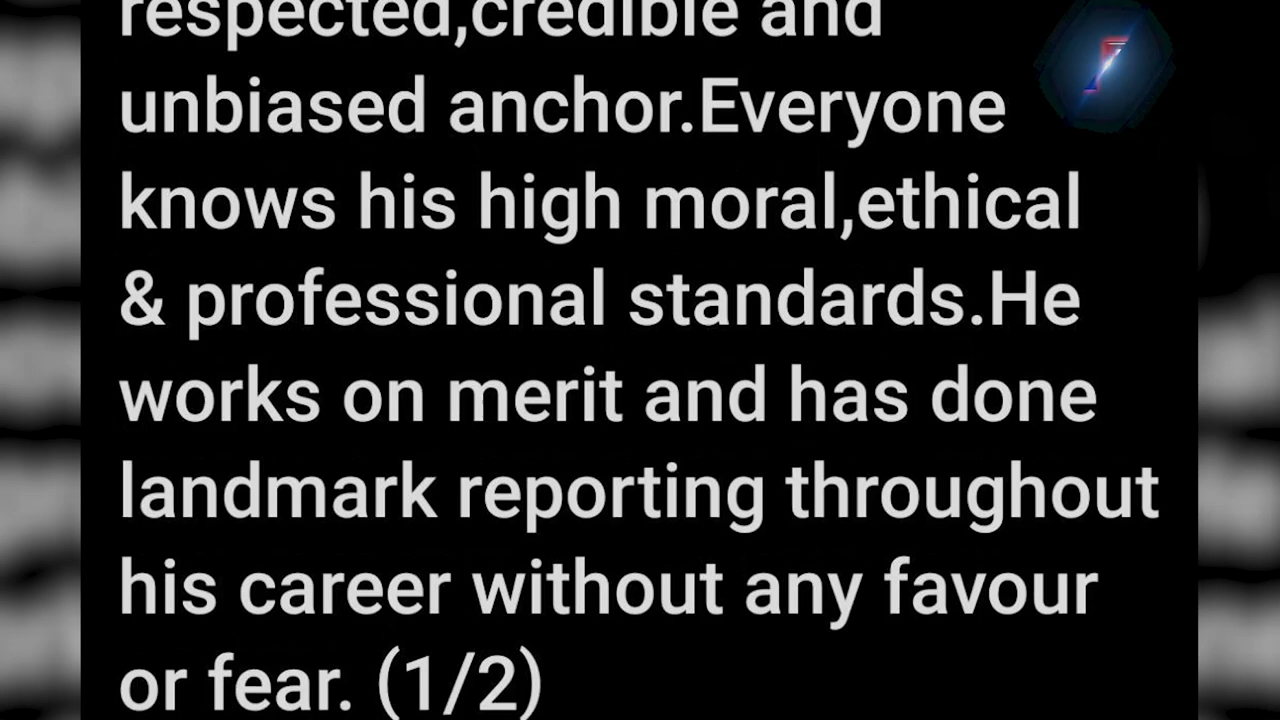 respected,credible and
unbiased anchor.Everyone
knows his high moral,ethical
& professional standards.He
works on merit and has done
landmark reporting throughout
his career without any favour
or fear. (1/2)